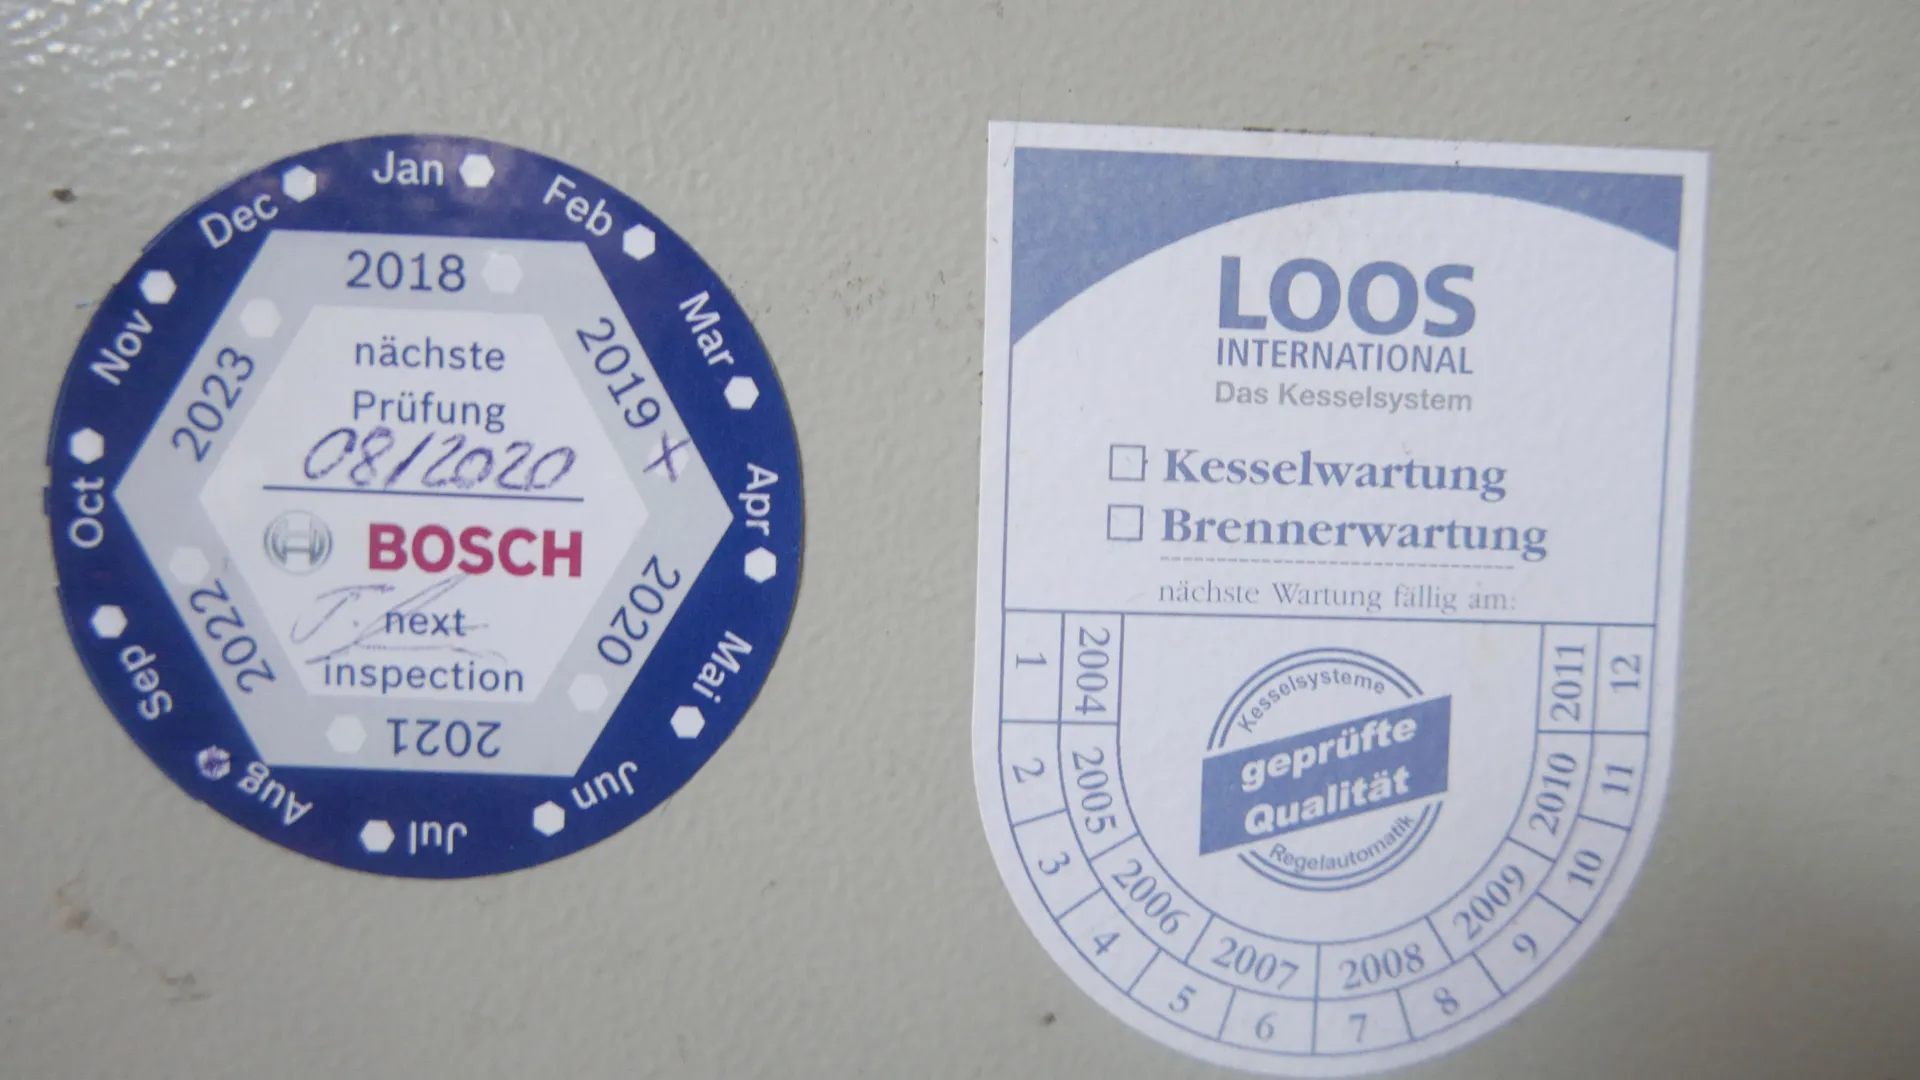 Jan
Feb
Mar
Apr
Mai
Jun
Jul
Aug
Sep
Oct
Nov
Dec
2018
2019 X
2020
2021
2022
2023
nächste
Prüfung
08/2020
BOSCH
next
inspection
LOOS
INTERNATIONAL
Das Kesselsystem
Kesselwartung
Brennerwartung
nächste Wartung fällig am:
1
2
3
4
5
6
7
8
9
10
11
12
2004
2005
2006
2007
2008
2009
2010
2011
Kesselsysteme
geprüfte
Qualität
Regelautomatik